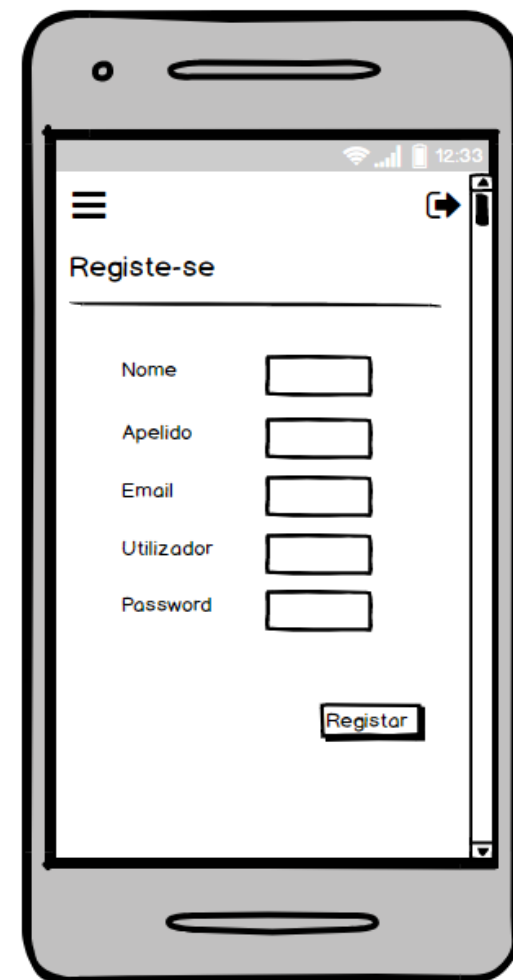 12:33
Registe-se
Nome
Apelido
Email
Utilizador
Password
Registar